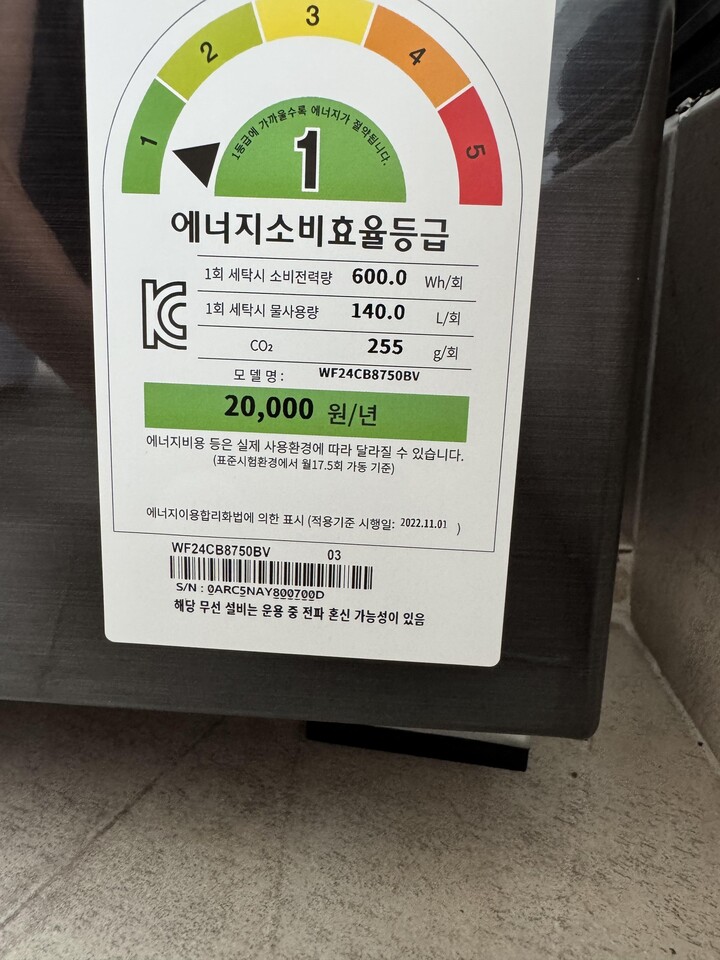 1 2 3 4 5
1등급에 가까울수록 에너지가 절약됩니다.
1
에너지소비효율등급
1회 세탁시 소비전력량 600.0 Wh/회
1회 세탁시 물사용량 140.0 L/회
CO₂ 255 g/회
모 델 명 : WF24CB8750BV
20,000 원/년
에너지비용 등은 실제 사용환경에 따라 달라질 수 있습니다.
(표준시험환경에서 월17.5회 가동 기준)
에너지이용합리화법에 의한 표시 (적용기준 시행일: 2022.11.01 )
WF24CB8750BV 03
S/N : 0ARC5NAY800700D
해당 무선 설비는 운용 중 전파 혼신 가능성이 있음